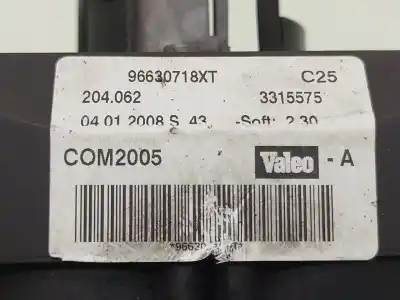 96630718XT C25
204.062 3315575
04 01 2008 S 43 -Soft: 2.30
COM2005 Valeo - A